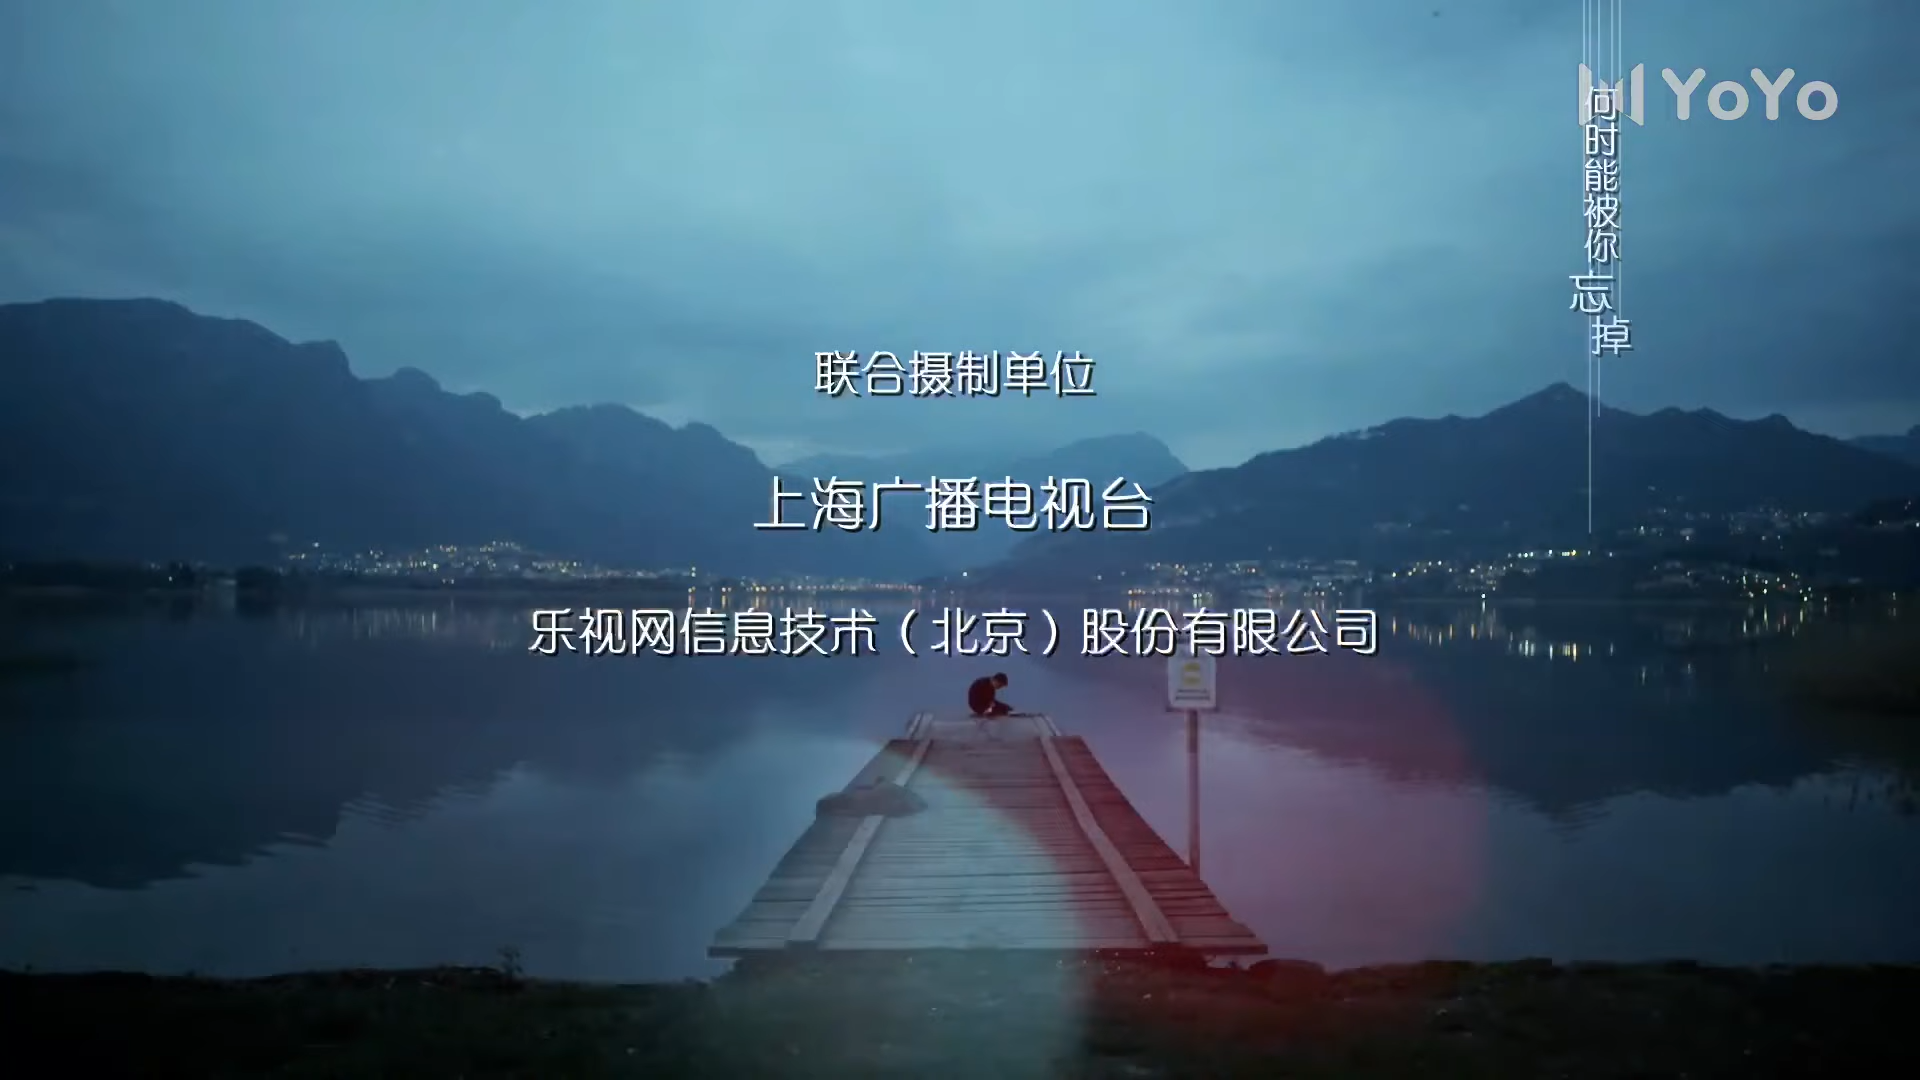 YoYo
何时能被你忘掉
联合摄制单位
上海广播电视台
乐视网信息技术（北京）股份有限公司